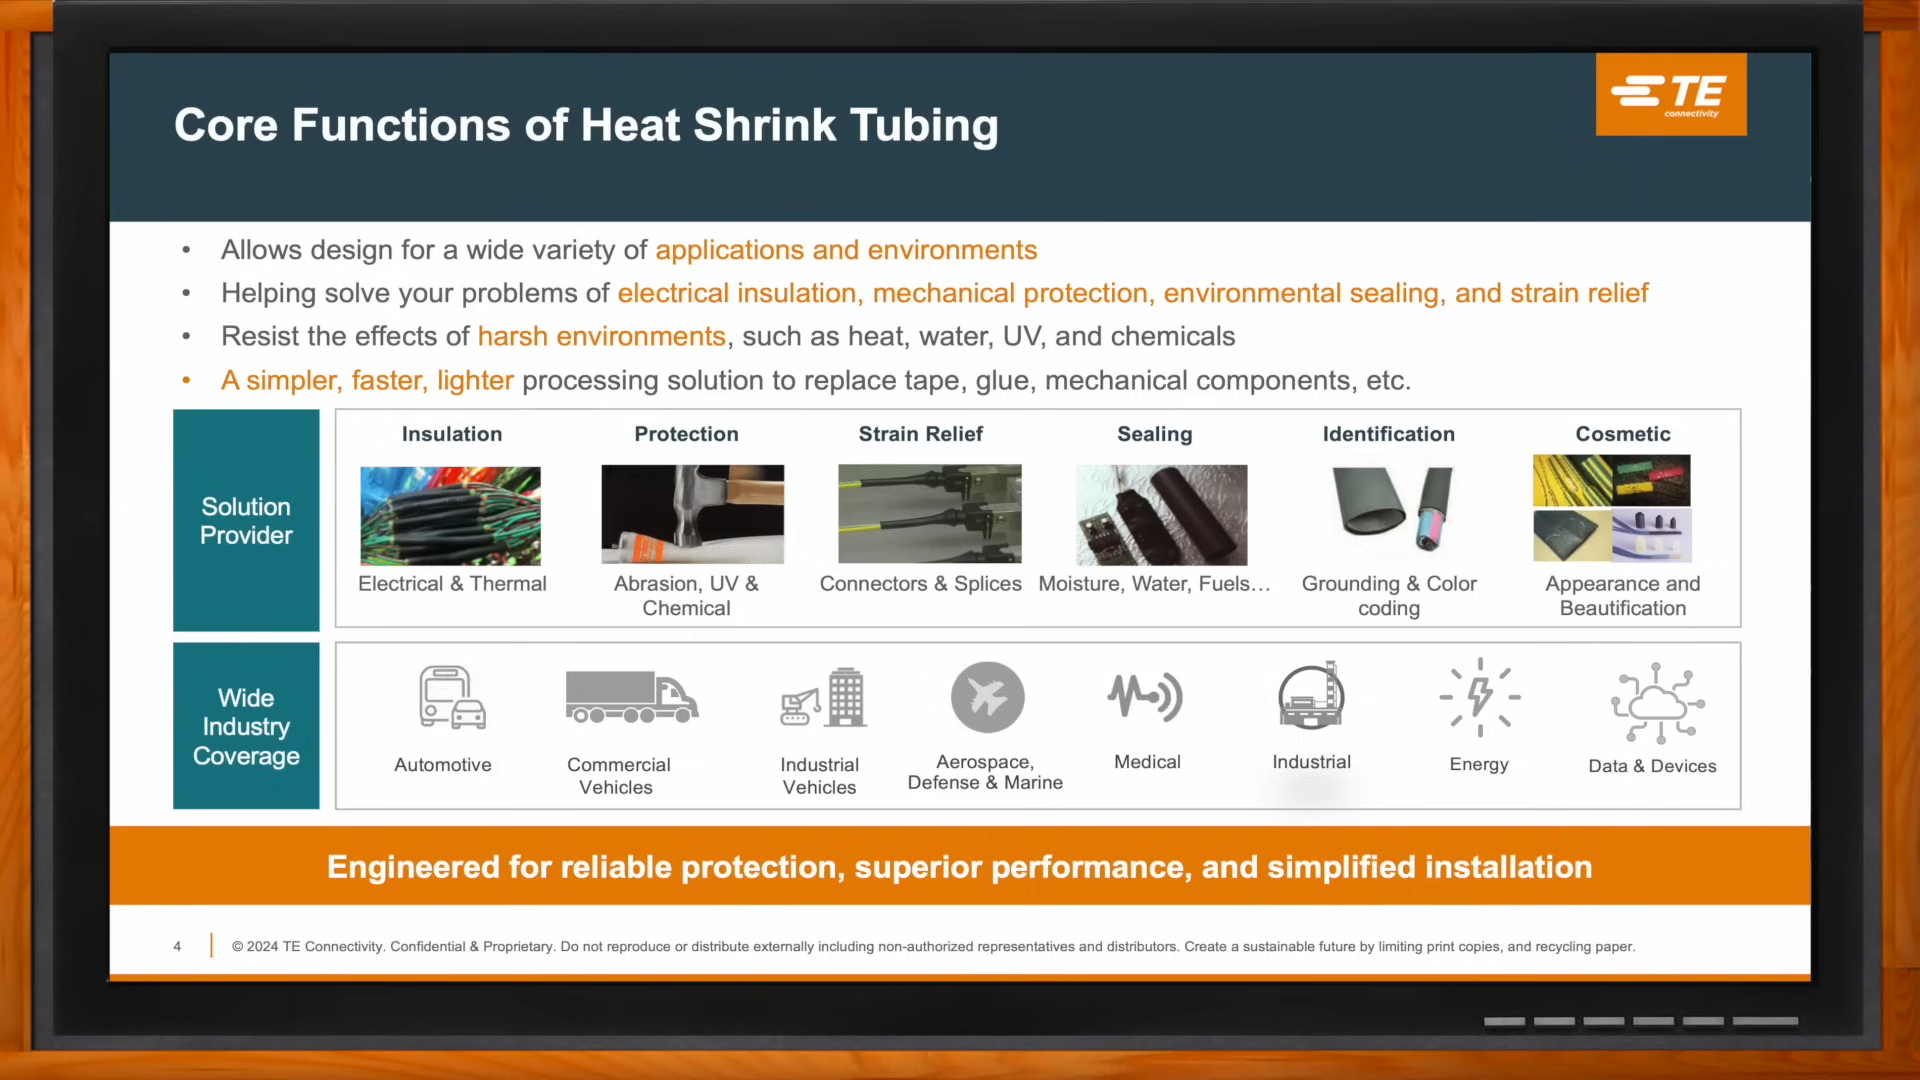 Core Functions of Heat Shrink Tubing
TE
connectivity
• Allows design for a wide variety of applications and environments
• Helping solve your problems of electrical insulation, mechanical protection, environmental sealing, and strain relief
• Resist the effects of harsh environments, such as heat, water, UV, and chemicals
• A simpler, faster, lighter processing solution to replace tape, glue, mechanical components, etc.
Solution
Provider
Insulation
Electrical & Thermal
Protection
Abrasion, UV &
Chemical
Strain Relief
Connectors & Splices
Sealing
Moisture, Water, Fuels…
Identification
Grounding & Color
coding
Cosmetic
Appearance and
Beautification
Wide
Industry
Coverage
Automotive
Commercial
Vehicles
Industrial
Vehicles
Aerospace,
Defense & Marine
Medical
Industrial
Energy
Data & Devices
Engineered for reliable protection, superior performance, and simplified installation
4
© 2024 TE Connectivity. Confidential & Proprietary. Do not reproduce or distribute externally including non-authorized representatives and distributors. Create a sustainable future by limiting print copies, and recycling paper.